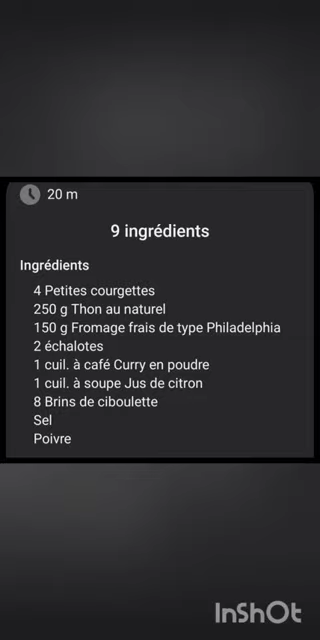 20 m
9 ingrédients
Ingrédients
4 Petites courgettes
250 g Thon au naturel
150 g Fromage frais de type Philadelphia
2 échalotes
1 cuil. à café Curry en poudre
1 cuil. à soupe Jus de citron
8 Brins de ciboulette
Sel
Poivre
InShOt